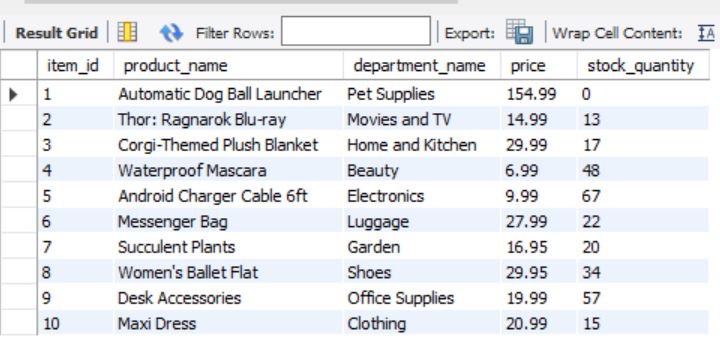 Result Grid Filter Rows: Export: Wrap Cell Content: IA
item_id product_name department_name price stock_quantity
1 Automatic Dog Ball Launcher Pet Supplies 154.99 0
2 Thor: Ragnarok Blu-ray Movies and TV 14.99 13
3 Corgi-Themed Plush Blanket Home and Kitchen 29.99 17
4 Waterproof Mascara Beauty 6.99 48
5 Android Charger Cable 6ft Electronics 9.99 67
6 Messenger Bag Luggage 27.99 22
7 Succulent Plants Garden 16.95 20
8 Women's Ballet Flat Shoes 29.95 34
9 Desk Accessories Office Supplies 19.99 57
10 Maxi Dress Clothing 20.99 15